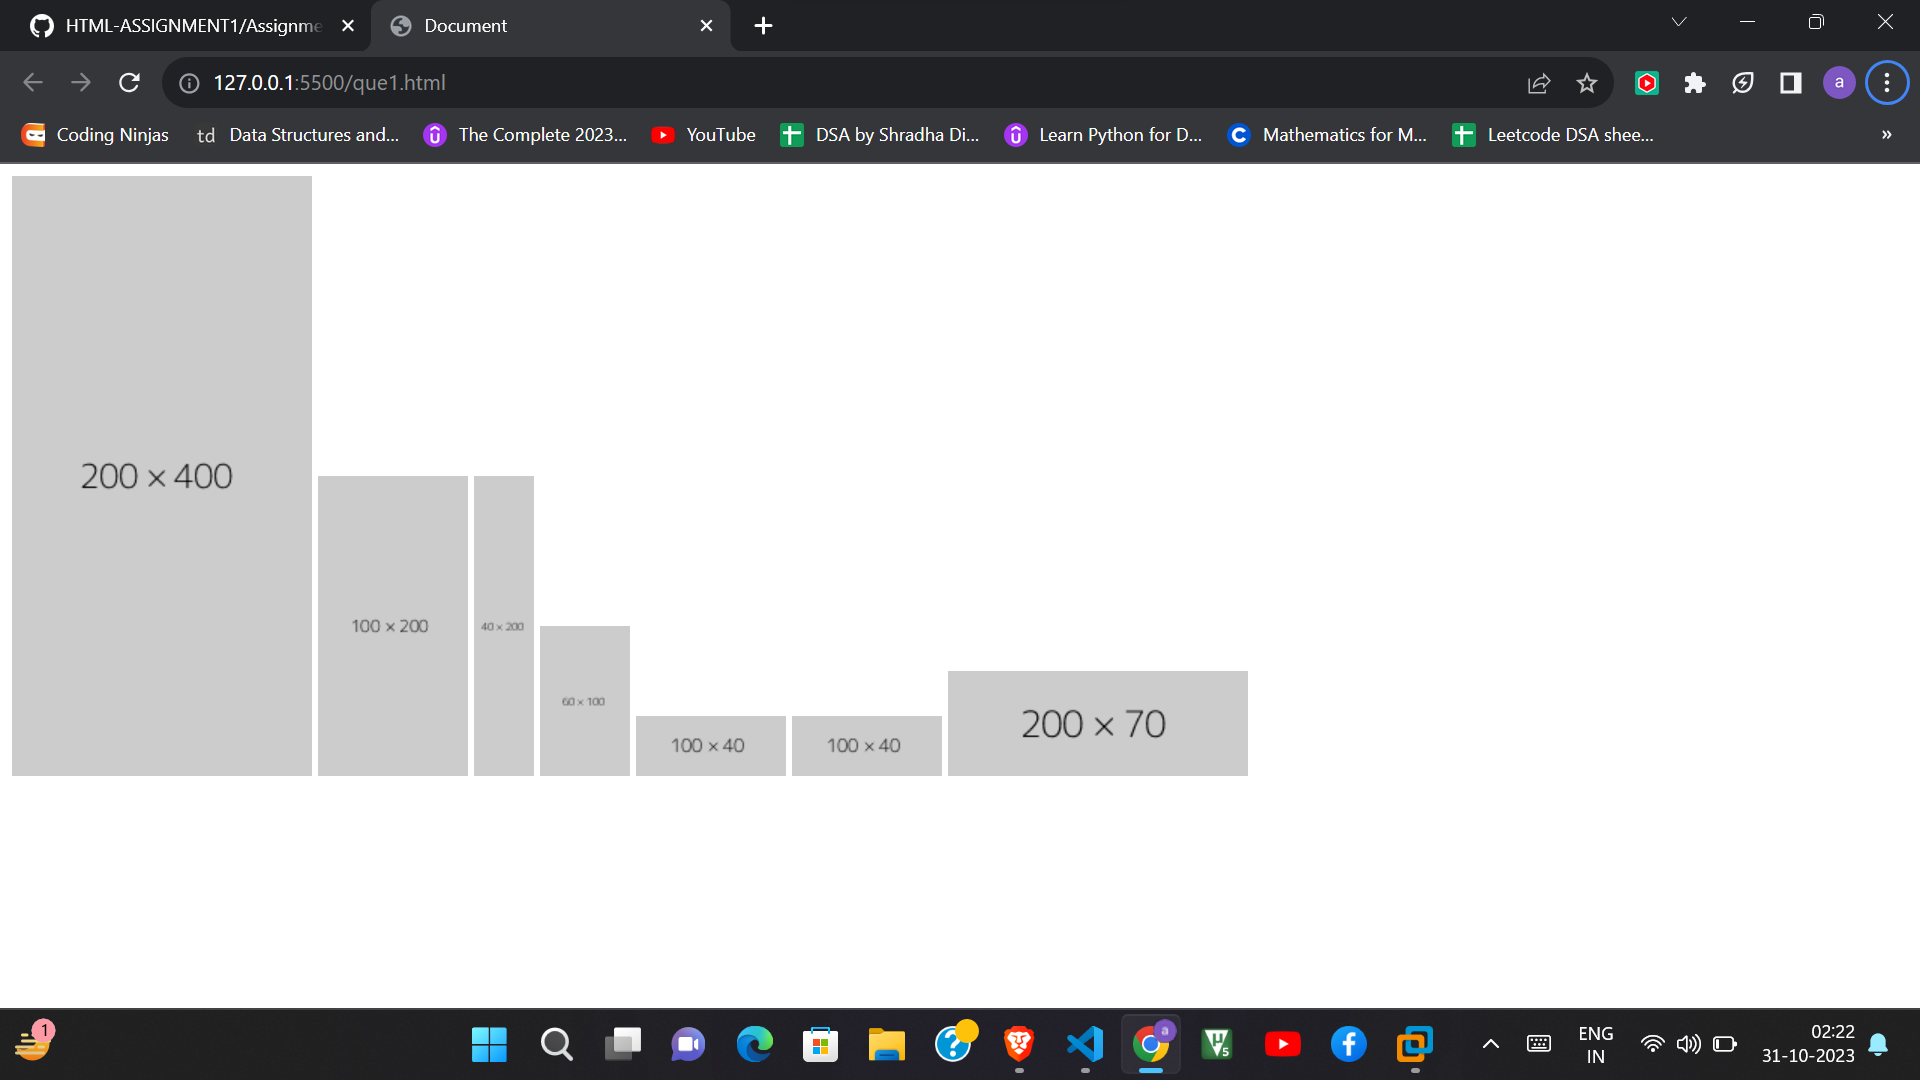 HTML-ASSIGNMENT1/Assignme
Document
127.0.0.1:5500/que1.html
a
Coding Ninjas
td Data Structures and...
The Complete 2023...
YouTube
DSA by Shradha Di...
Learn Python for D...
Mathematics for M...
Leetcode DSA shee...
»
200 × 400
100 × 200
40 × 200
60 × 100
100 × 40
100 × 40
200 × 70
1
a
ENG
IN
02:22
31-10-2023